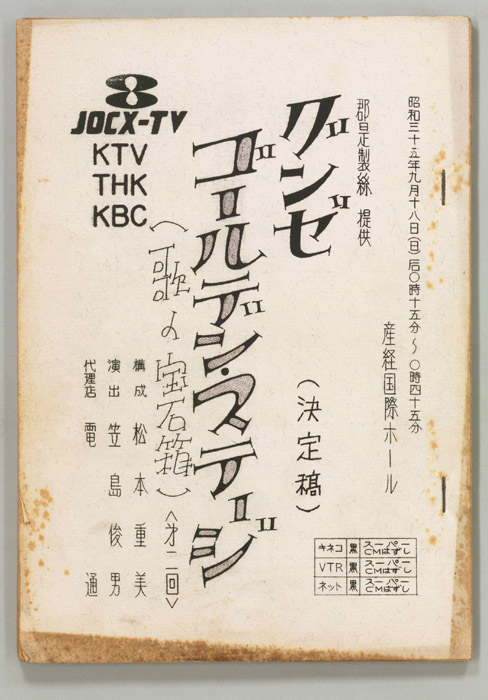 昭和三十五年九月十八日(日)后〇時十五分～〇時四十五分
産経国際ホール
郡是製絲 提供
グンゼ
ゴールデン・ステージ
(決定稿)
(歌の宝石箱)<才二回>
構成 松本重美
演出 笠島俊男
代理店 電通
8
JOCX-TV
KTV
THK
KBC
キネコ 黒 スーパー CMはずし
VTR 黒 スーパー CMはずし
ネット 黒 スーパー CMはずし